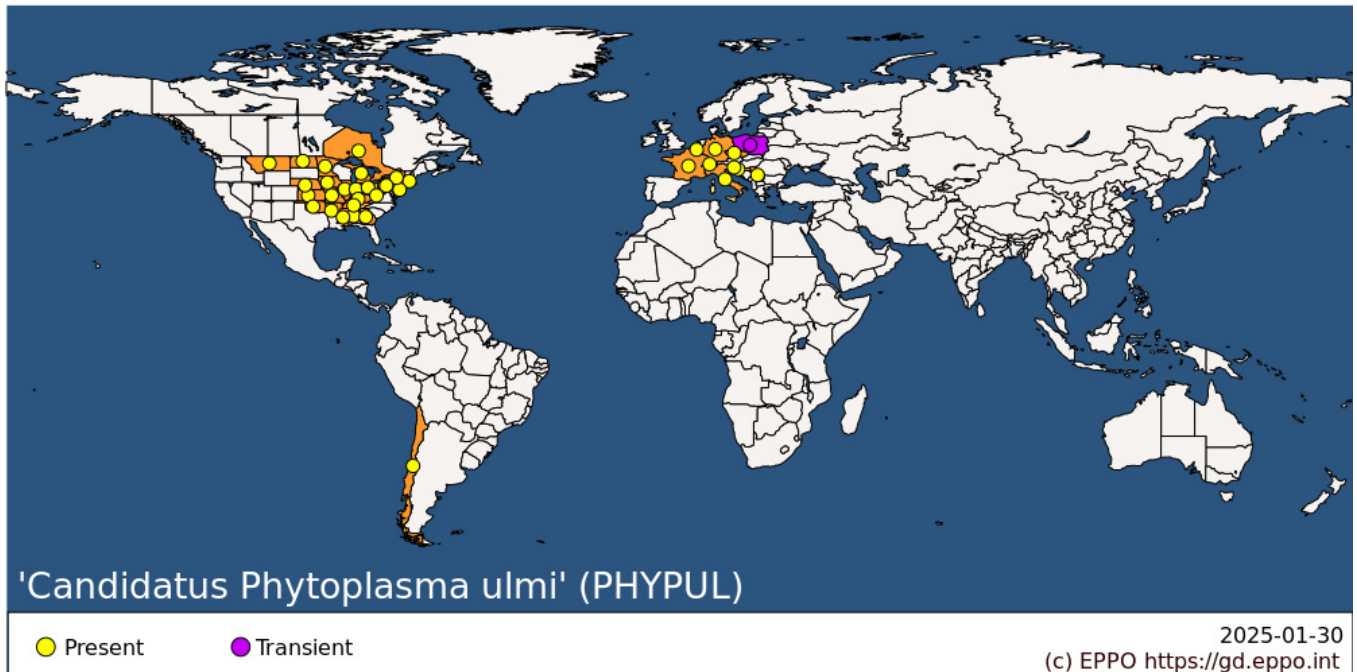 'Candidatus Phytoplasma ulmi' (PHYPUL)
Present
Transient
2025-01-30
(c) EPPO https://gd.eppo.int